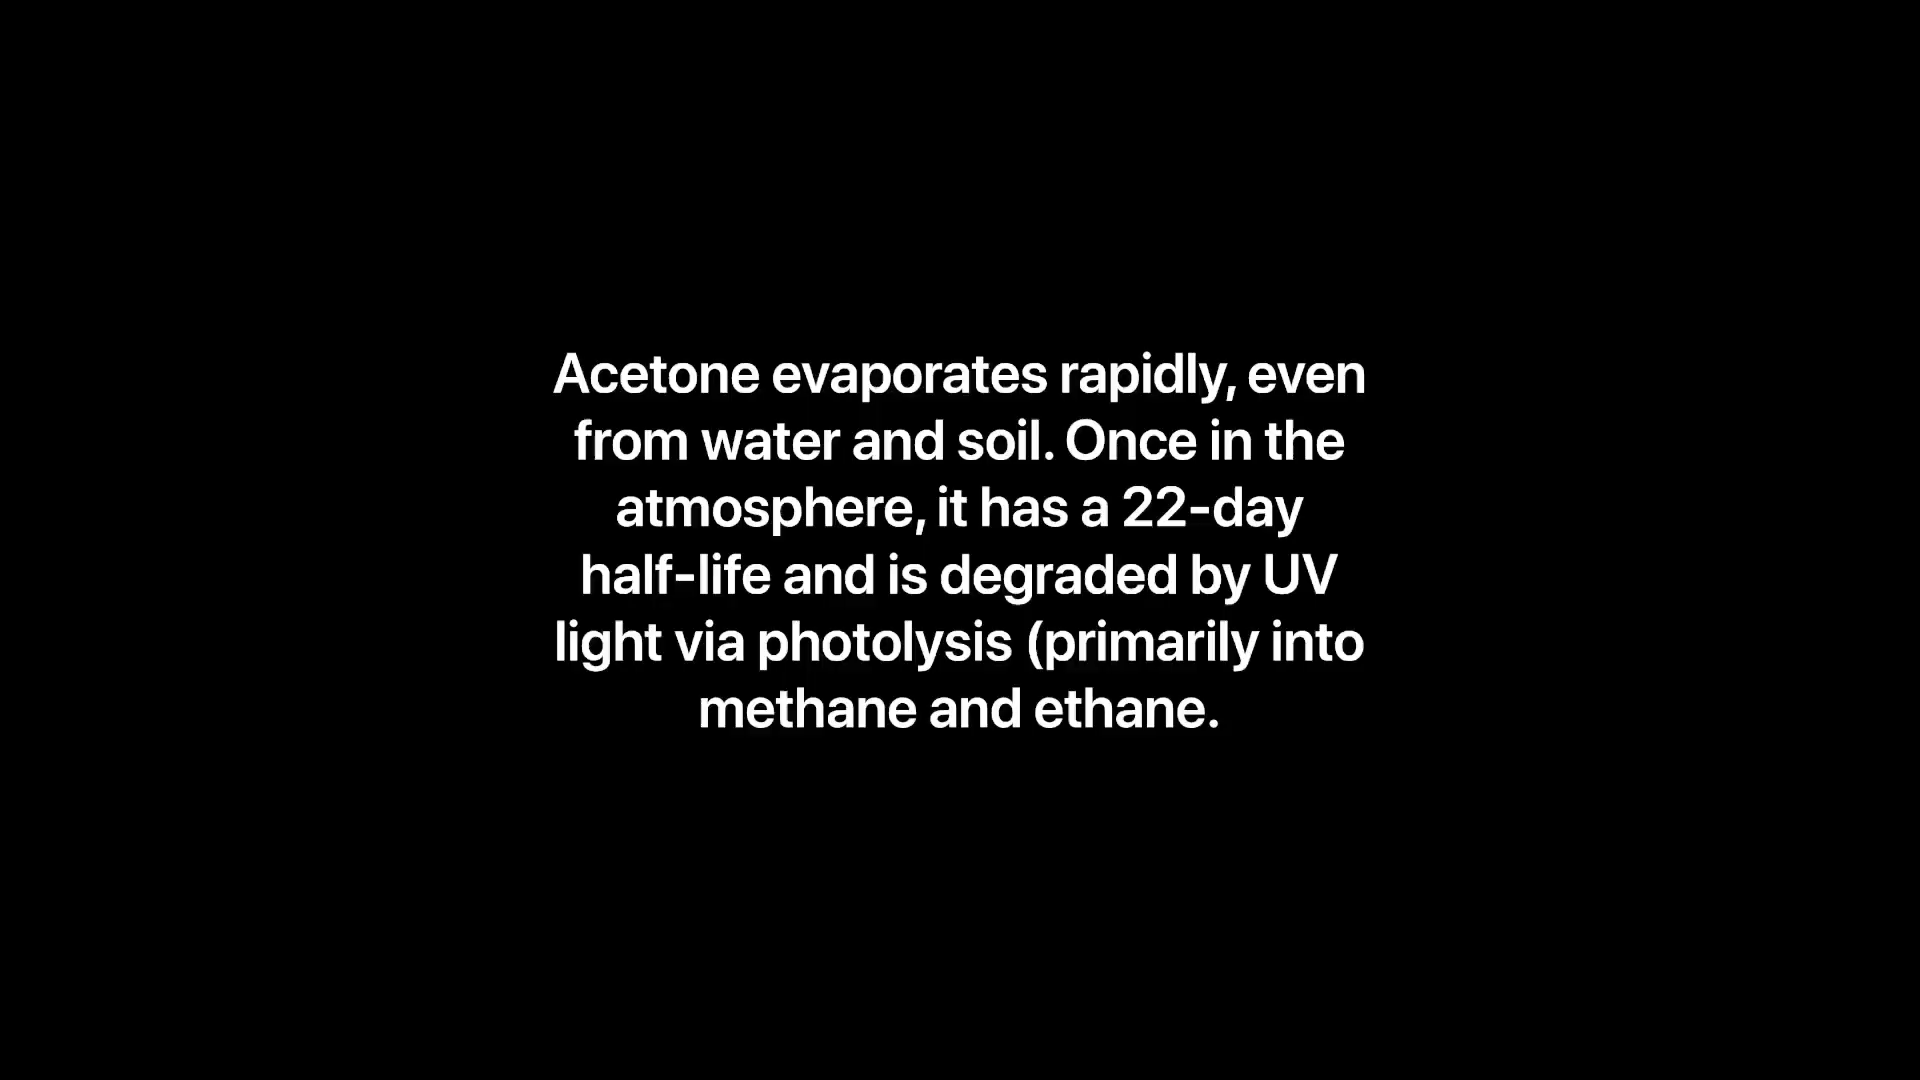 Acetone evaporates rapidly, even
from water and soil. Once in the
atmosphere, it has a 22-day
half-life and is degraded by UV
light via photolysis (primarily into
methane and ethane.